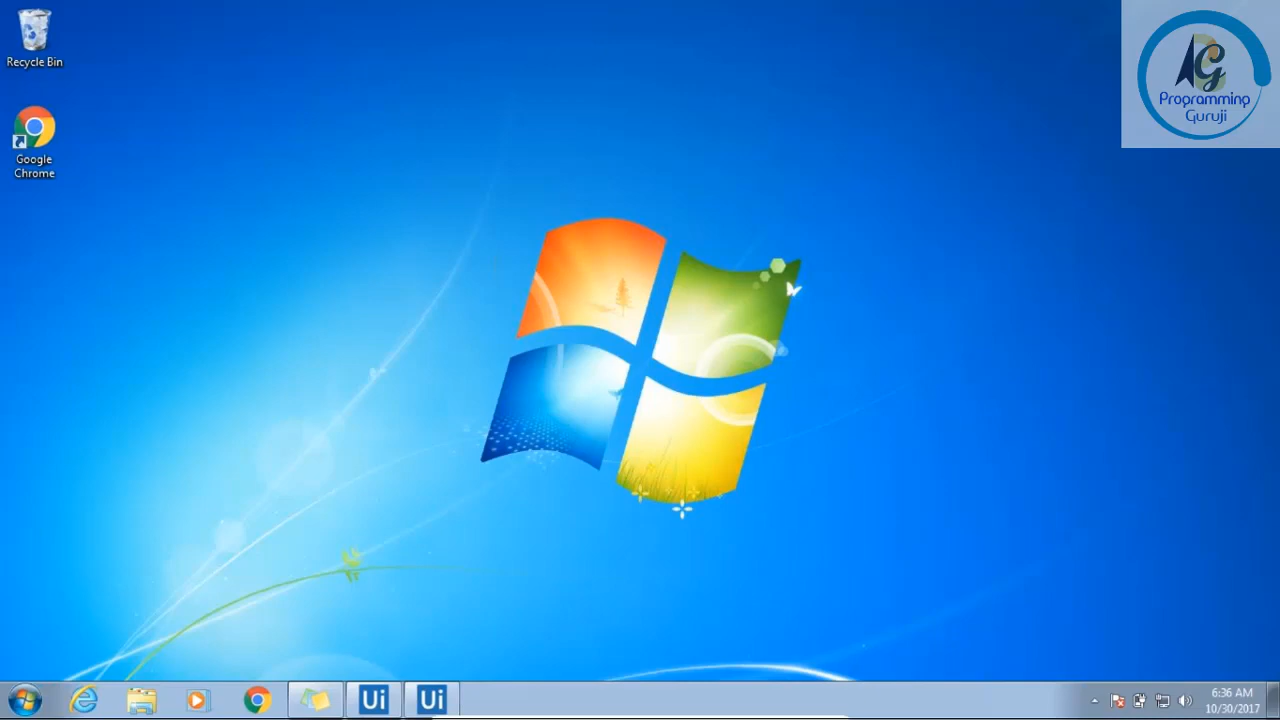 Recycle Bin
Google
Chrome
Programming
Guruji
Ui
Ui
6:36 AM
10/30/2017